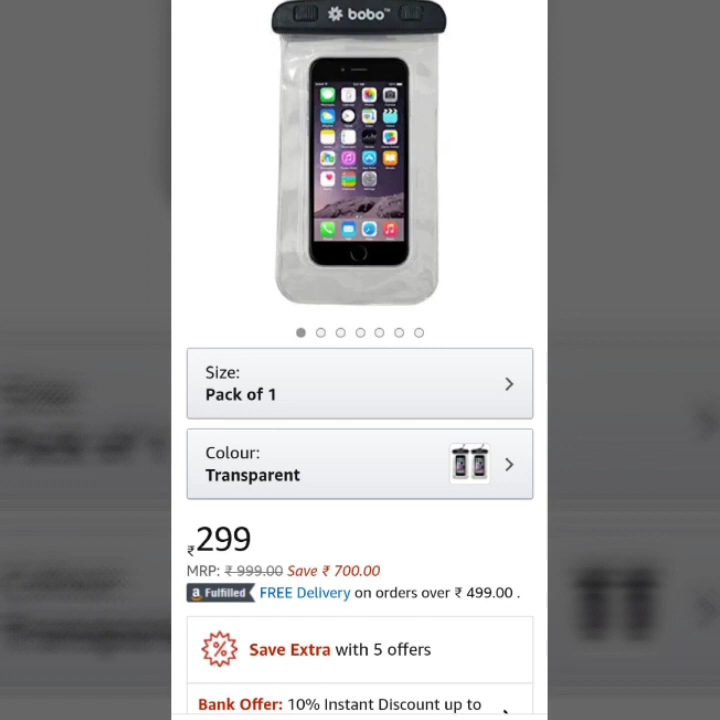 bobo™
Size:
Pack of 1
Colour:
Transparent
₹299
MRP: ₹ 999.00 Save ₹ 700.00
a Fulfilled FREE Delivery on orders over ₹ 499.00 .
% Save Extra with 5 offers
Bank Offer: 10% Instant Discount up to